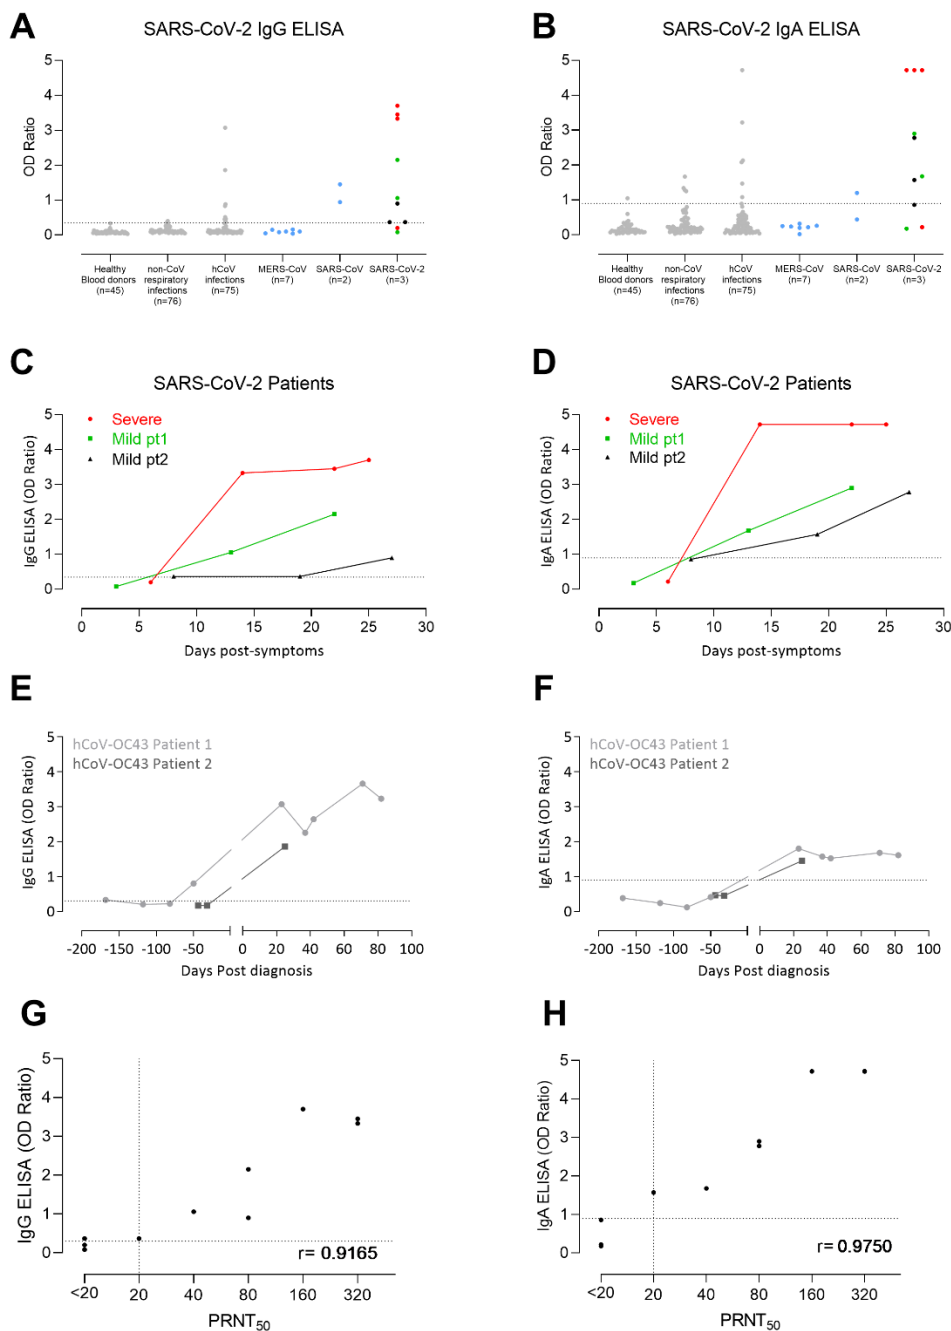 A
SARS-CoV-2 IgG ELISA
OD Ratio
5
4
3
2
1
0
Healthy
Blood donors
(n=45)
non-CoV
respiratory
infections
(n=76)
hCoV
infections
(n=75)
MERS-CoV
(n=7)
SARS-CoV
(n=2)
SARS-CoV-2
(n=3)
B
SARS-CoV-2 IgA ELISA
OD Ratio
5
4
3
2
1
0
Healthy
Blood donors
(n=45)
non-CoV
respiratory
infections
(n=76)
hCoV
infections
(n=75)
MERS-CoV
(n=7)
SARS-CoV
(n=2)
SARS-CoV-2
(n=3)
C
SARS-CoV-2 Patients
IgG ELISA (OD Ratio)
5
4
3
2
1
0
Severe
Mild pt1
Mild pt2
0 5 10 15 20 25 30
Days post-symptoms
D
SARS-CoV-2 Patients
IgA ELISA (OD Ratio)
5
4
3
2
1
0
Severe
Mild pt1
Mild pt2
0 5 10 15 20 25 30
Days post-symptoms
E
IgG ELISA (OD Ratio)
5
4
3
2
1
0
hCoV-OC43 Patient 1
hCoV-OC43 Patient 2
-200 -150 -100 -50 0 20 40 60 80 100
Days Post diagnosis
F
IgA ELISA (OD Ratio)
5
4
3
2
1
0
hCoV-OC43 Patient 1
hCoV-OC43 Patient 2
-200 -150 -100 -50 0 20 40 60 80 100
Days Post diagnosis
G
IgG ELISA (OD Ratio)
5
4
3
2
1
0
r= 0.9165
<20 20 40 80 160 320
PRNT50
H
IgA ELISA (OD Ratio)
5
4
3
2
1
0
r= 0.9750
<20 20 40 80 160 320
PRNT50